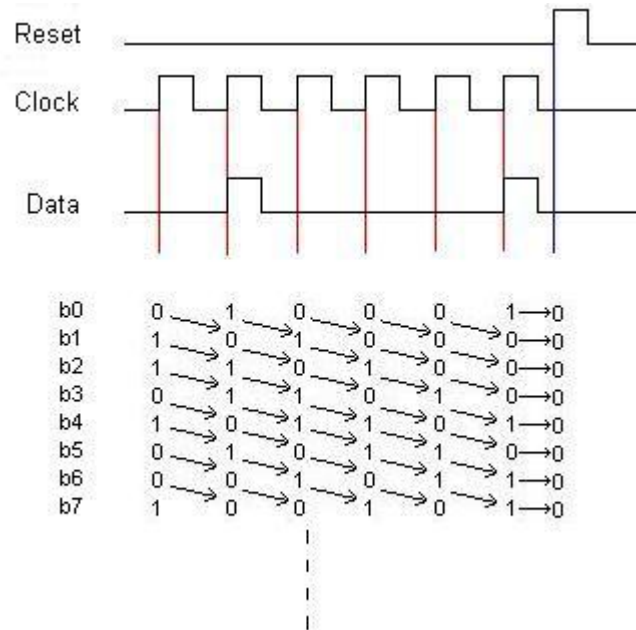 Reset
Clock
Data
b0 0 1 0 0 0 1 0
b1 1 0 1 0 0 0 0
b2 1 1 0 1 0 0 0
b3 0 1 1 0 1 0 0
b4 1 0 1 1 0 1 0
b5 0 1 0 1 1 0 0
b6 0 0 1 0 1 1 0
b7 1 0 0 1 0 1 0